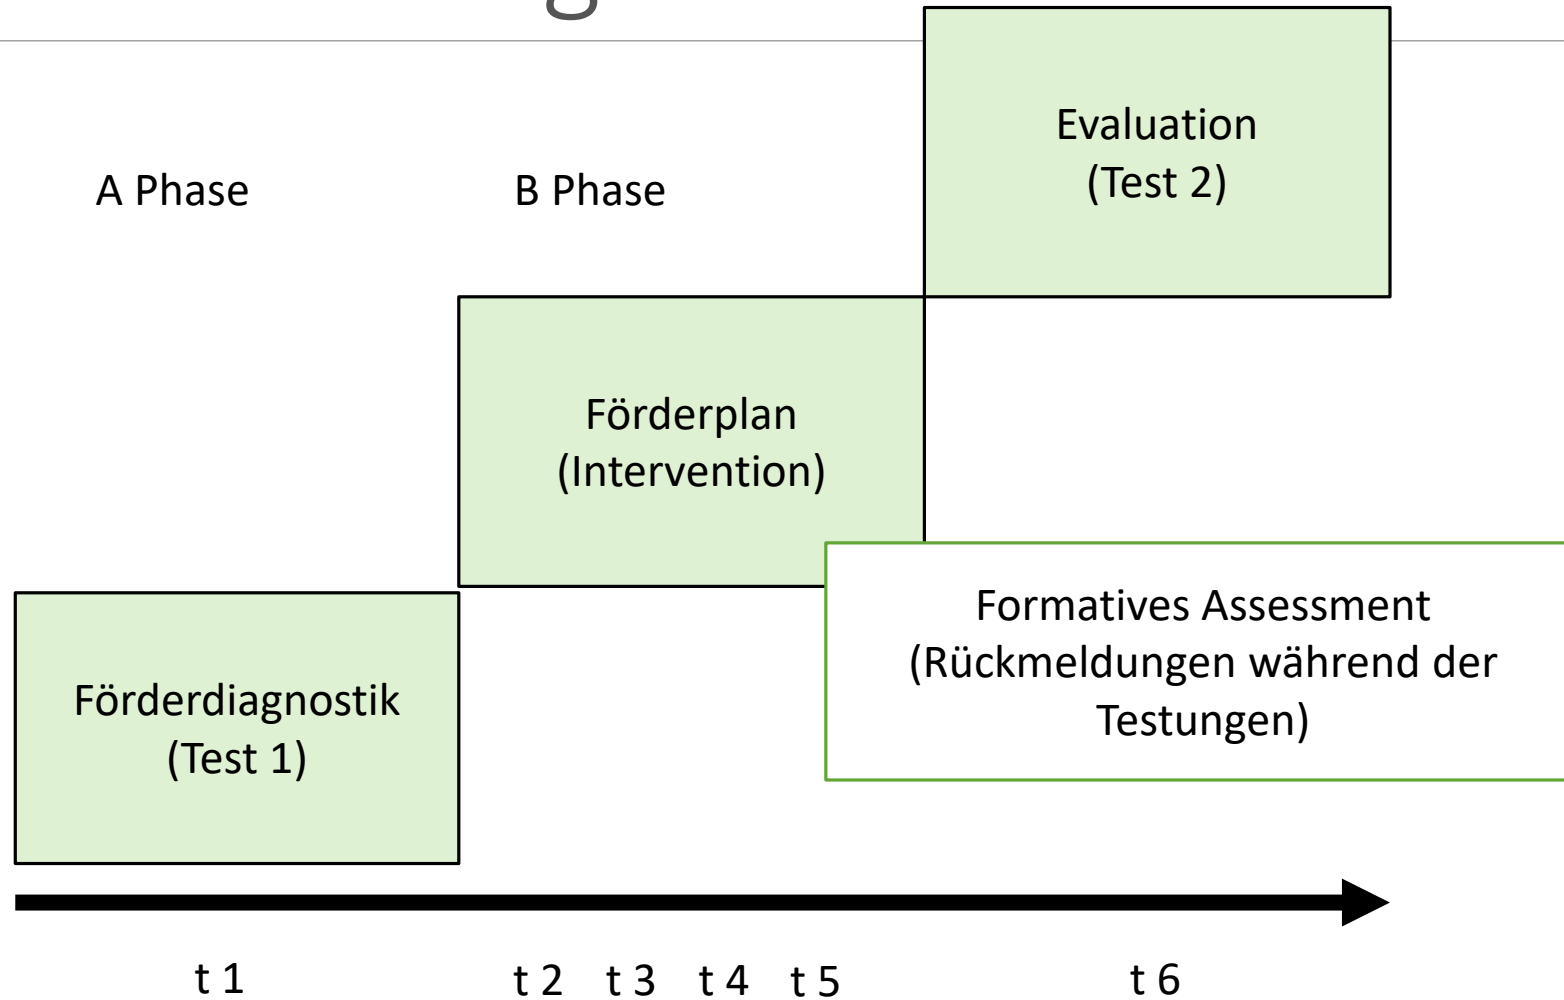 A Phase
B Phase
Evaluation
(Test 2)
Förderplan
(Intervention)
Formatives Assessment
(Rückmeldungen während der
Testungen)
Förderdiagnostik
(Test 1)
t 1
t 2
t 3
t 4
t 5
t 6